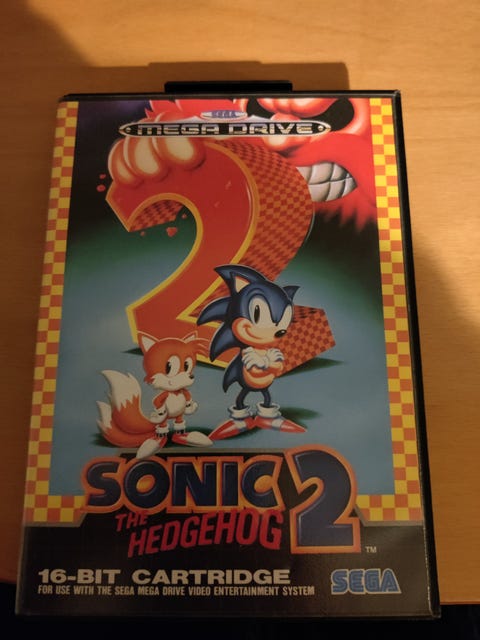 SEGA
MEGA DRIVE
2
SONIC
THE
HEDGEHOG
2
TM
16-BIT CARTRIDGE
FOR USE WITH THE SEGA MEGA DRIVE VIDEO ENTERTAINMENT SYSTEM
SEGA